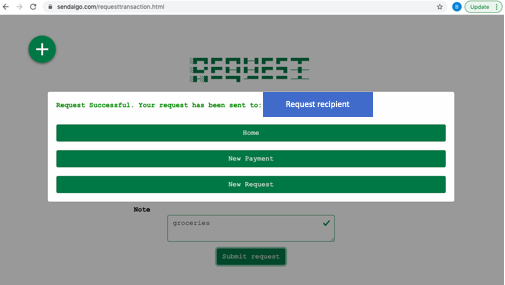 sendalgo.com/requesttransaction.html
B
Update
+
REQUEST
Request Successful. Your request has been sent to:
Request recipient
Home
New Payment
New Request
Note
groceries
Submit request